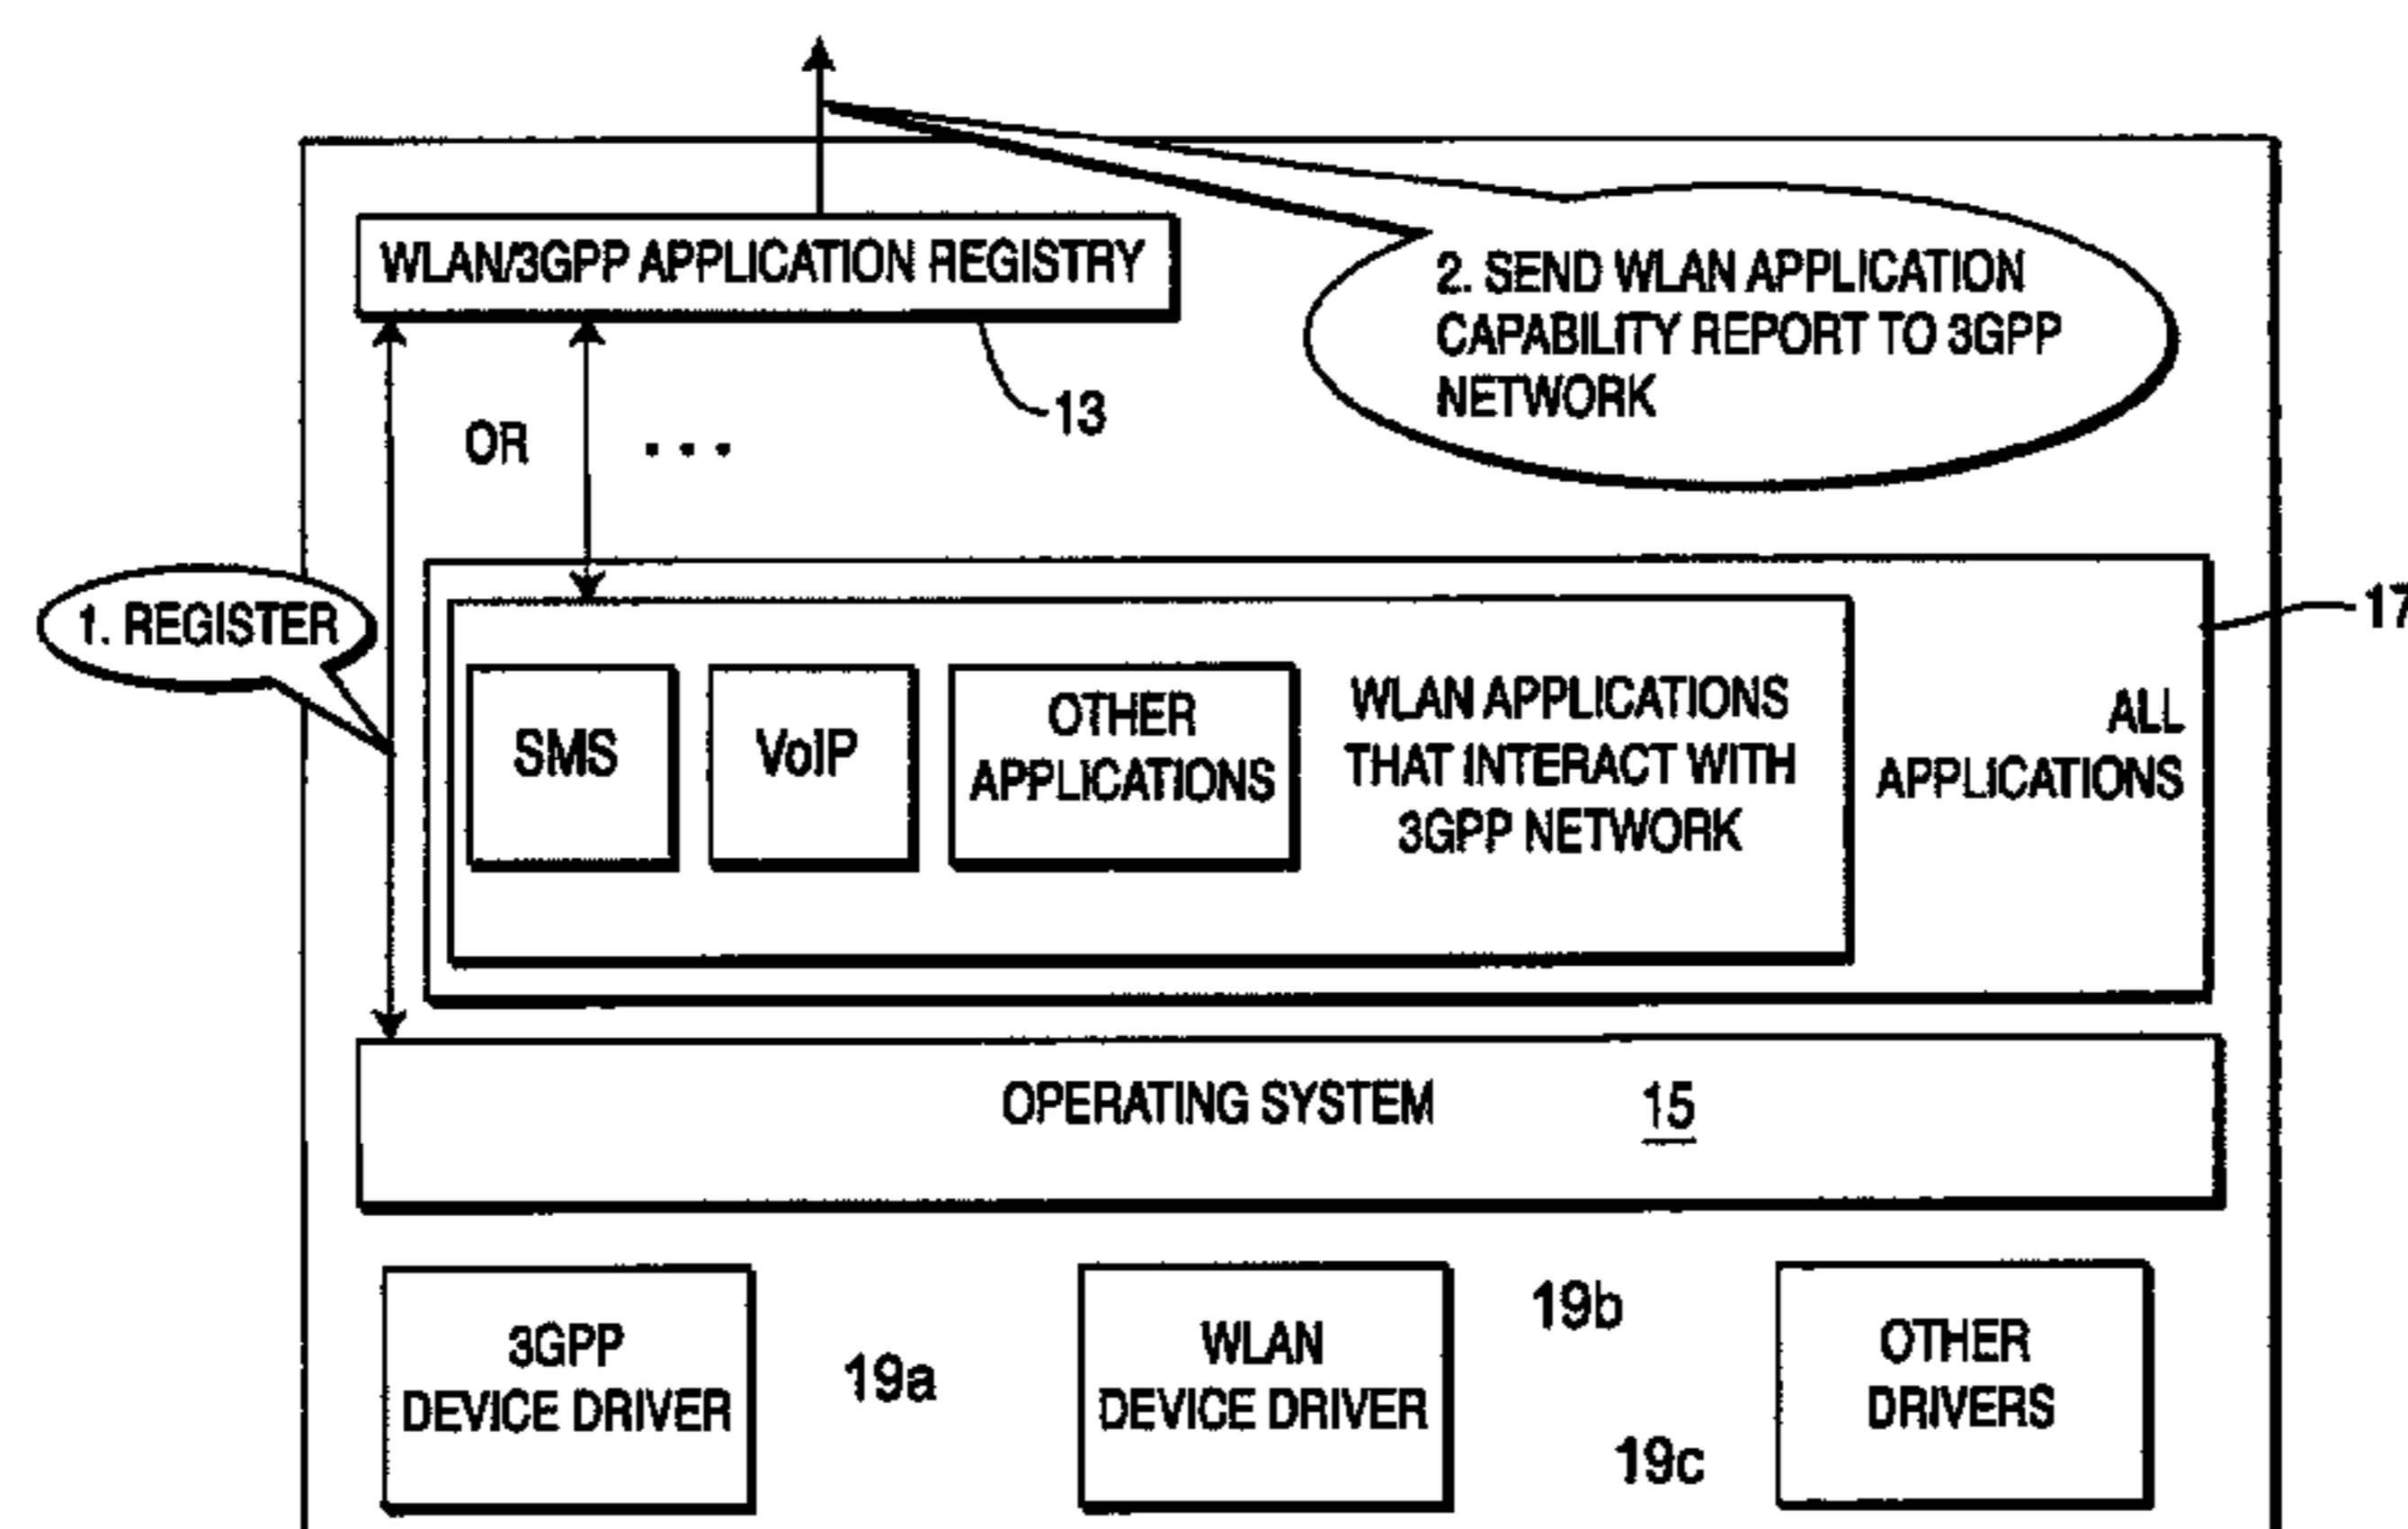 WLAN/3GPP APPLICATION REGISTRY
2. SEND WLAN APPLICATION
CAPABILITY REPORT TO 3GPP
NETWORK
13
OR
...
1. REGISTER
17
SMS
VoIP
OTHER
APPLICATIONS
WLAN APPLICATIONS
THAT INTERACT WITH
3GPP NETWORK
ALL
APPLICATIONS
OPERATING SYSTEM
15
3GPP
DEVICE DRIVER
19a
WLAN
DEVICE DRIVER
19b
19c
OTHER
DRIVERS